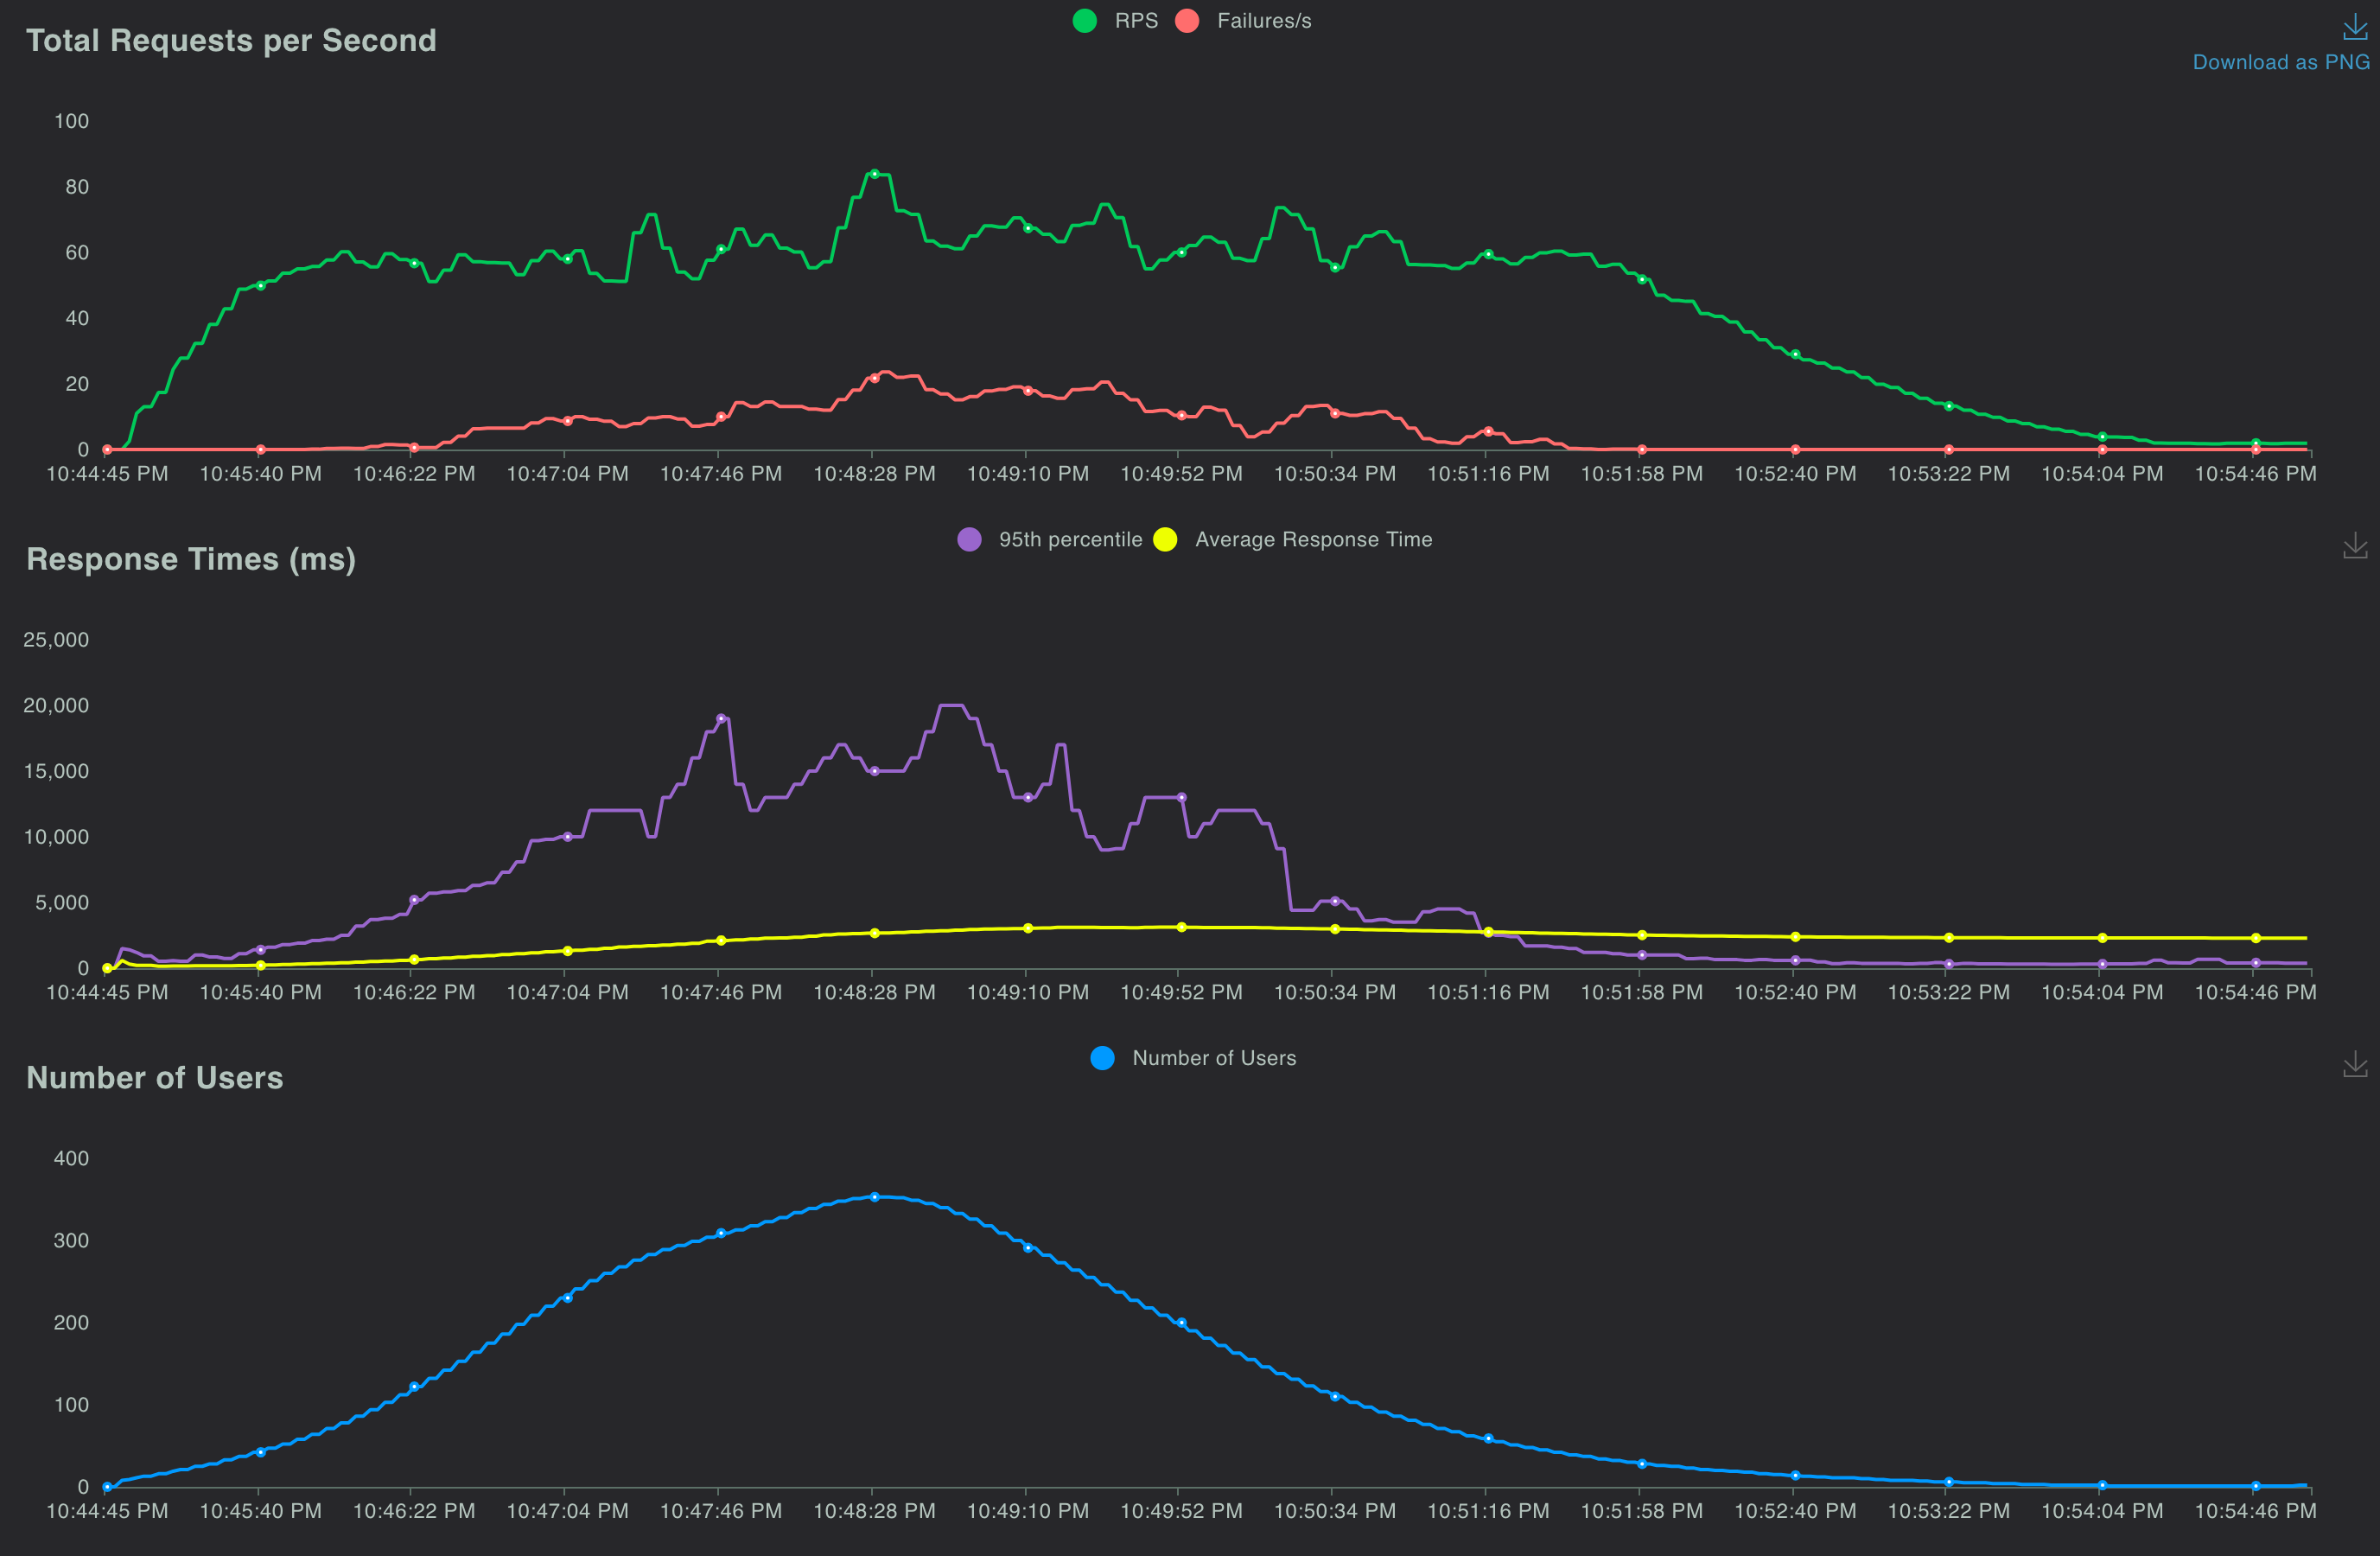 RPS Failures/s
Total Requests per Second
Download as PNG
100
80
60
40
20
0
10:44:45 PM 10:45:40 PM 10:46:22 PM 10:47:04 PM 10:47:46 PM 10:48:28 PM 10:49:10 PM 10:49:52 PM 10:50:34 PM 10:51:16 PM 10:51:58 PM 10:52:40 PM 10:53:22 PM 10:54:04 PM 10:54:46 PM
95th percentile Average Response Time
Response Times (ms)
25,000
20,000
15,000
10,000
5,000
0
10:44:45 PM 10:45:40 PM 10:46:22 PM 10:47:04 PM 10:47:46 PM 10:48:28 PM 10:49:10 PM 10:49:52 PM 10:50:34 PM 10:51:16 PM 10:51:58 PM 10:52:40 PM 10:53:22 PM 10:54:04 PM 10:54:46 PM
Number of Users
Number of Users
400
300
200
100
0
10:44:45 PM 10:45:40 PM 10:46:22 PM 10:47:04 PM 10:47:46 PM 10:48:28 PM 10:49:10 PM 10:49:52 PM 10:50:34 PM 10:51:16 PM 10:51:58 PM 10:52:40 PM 10:53:22 PM 10:54:04 PM 10:54:46 PM